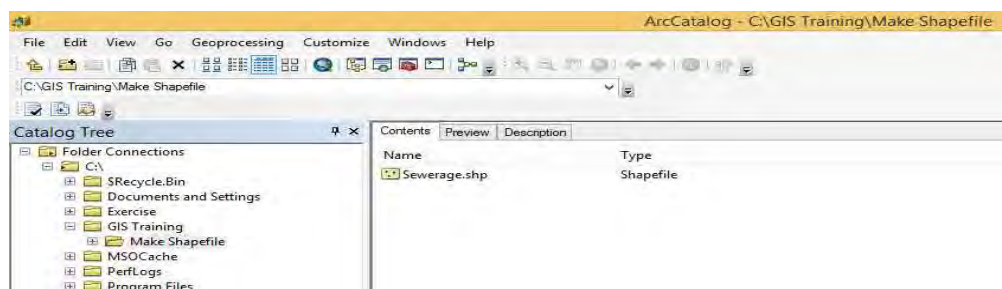 ArcCatalog - C:\GIS Training\Make Shapefile
File Edit View Go Geoprocessing Customize Windows Help
C:\GIS Training\Make Shapefile
Catalog Tree
Folder Connections
C:\
$Recycle.Bin
Documents and Settings
Exercise
GIS Training
Make Shapefile
MSOCache
PerfLogs
Program Files
Contents Preview Description
Name Type
Sewerage.shp Shapefile